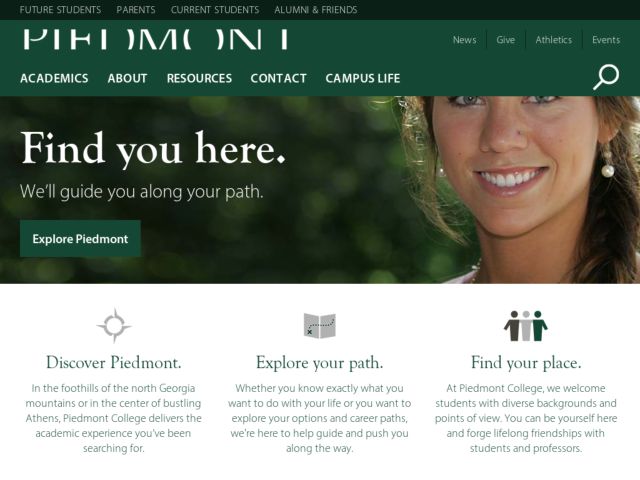 FUTURE STUDENTS PARENTS CURRENT STUDENTS ALUMNI & FRIENDS
PIEDMONT
News Give Athletics Events
ACADEMICS ABOUT RESOURCES CONTACT CAMPUS LIFE
Find you here.
We'll guide you along your path.
Explore Piedmont
Discover Piedmont.
In the foothills of the north Georgia
mountains or in the center of bustling
Athens, Piedmont College delivers the
academic experience you've been
searching for.
Explore your path.
Whether you know exactly what you
want to do with your life or you want to
explore your options and career paths,
we're here to help guide and push you
along the way.
Find your place.
At Piedmont College, we welcome
students with diverse backgrounds and
points of view. You can be yourself here
and forge lifelong friendships with
students and professors.